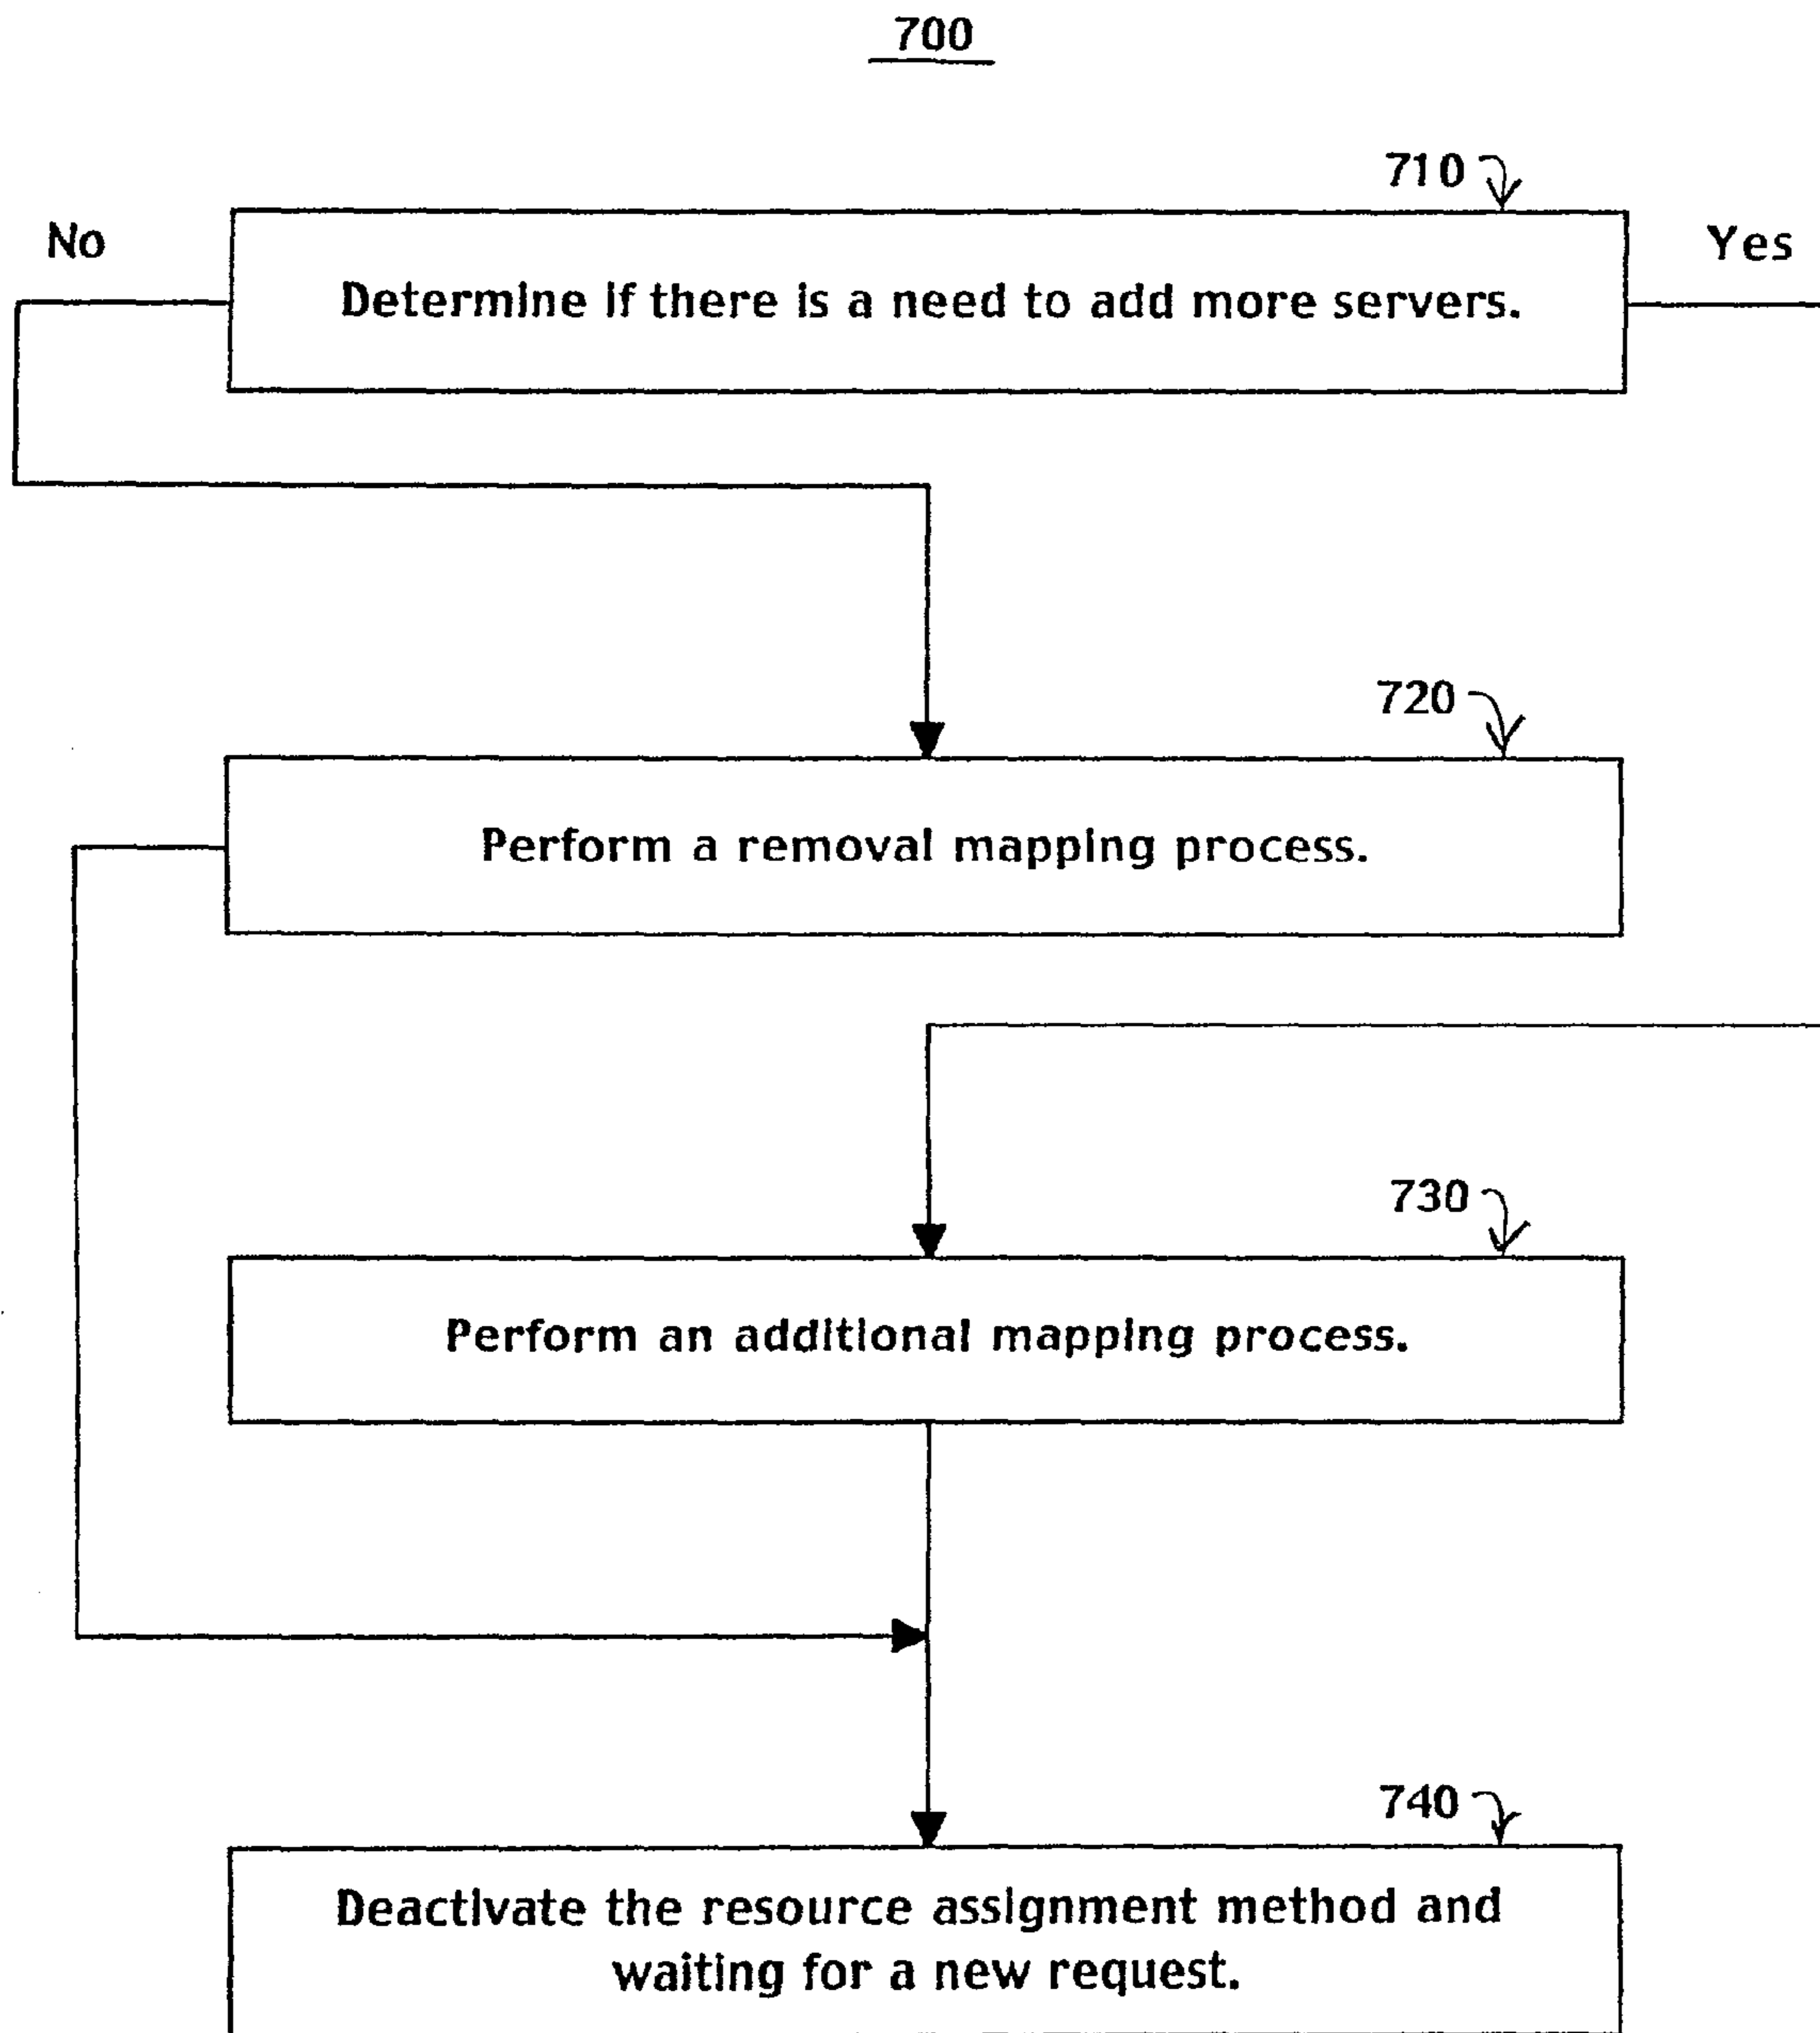 700
710
No
Yes
Determine if there is a need to add more servers.
720
Perform a removal mapping process.
730
Perform an additional mapping process.
740
Deactivate the resource assignment method and
waiting for a new request.